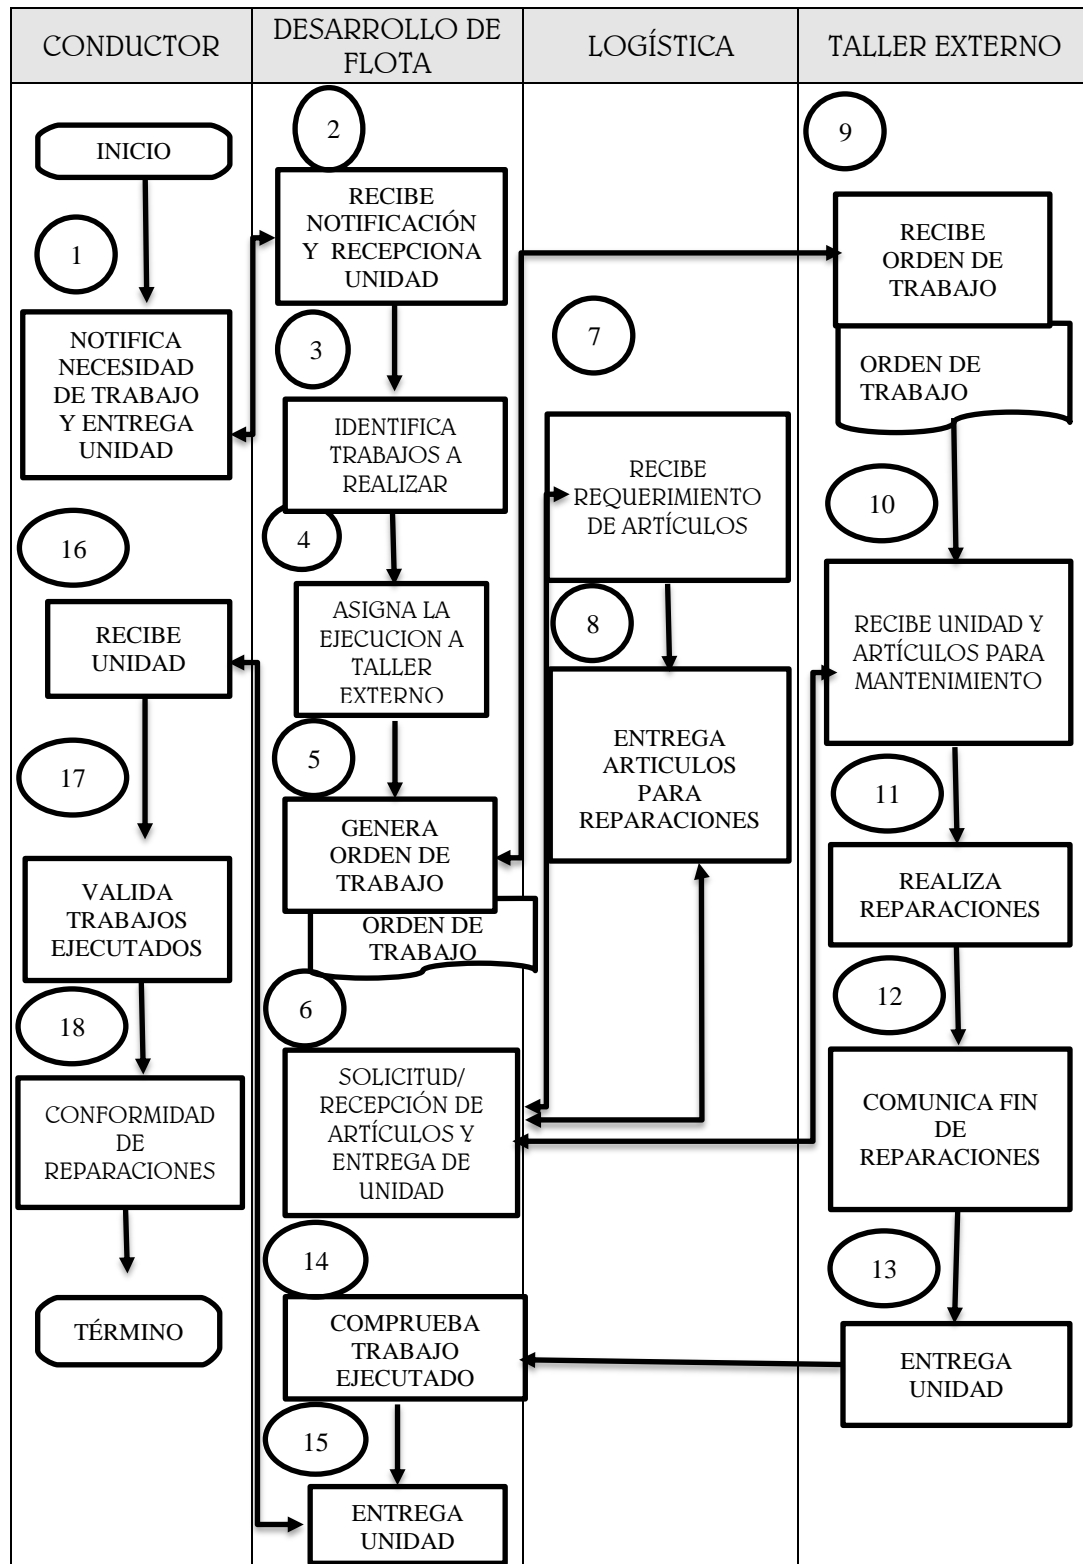 CONDUCTOR
DESARROLLO DE
FLOTA
LOGÍSTICA
TALLER EXTERNO
INICIO
1
NOTIFICA
NECESIDAD
DE TRABAJO
Y ENTREGA
UNIDAD
16
RECIBE
UNIDAD
17
VALIDA
TRABAJOS
EJECUTADOS
18
CONFORMIDAD
DE
REPARACIONES
TÉRMINO
2
RECIBE
NOTIFICACIÓN
Y RECEPCIONA
UNIDAD
3
IDENTIFICA
TRABAJOS A
REALIZAR
4
ASIGNA LA
EJECUCION A
TALLER
EXTERNO
5
GENERA
ORDEN DE
TRABAJO
ORDEN DE
TRABAJO
6
SOLICITUD/
RECEPCIÓN DE
ARTÍCULOS Y
ENTREGA DE
UNIDAD
14
COMPRUEBA
TRABAJO
EJECUTADO
15
ENTREGA
UNIDAD
7
RECIBE
REQUERIMIENTO
DE ARTÍCULOS
8
ENTREGA
ARTICULOS
PARA
REPARACIONES
9
RECIBE
ORDEN DE
TRABAJO
ORDEN DE
TRABAJO
10
RECIBE UNIDAD Y
ARTÍCULOS PARA
MANTENIMIENTO
11
REALIZA
REPARACIONES
12
COMUNICA FIN
DE
REPARACIONES
13
ENTREGA
UNIDAD